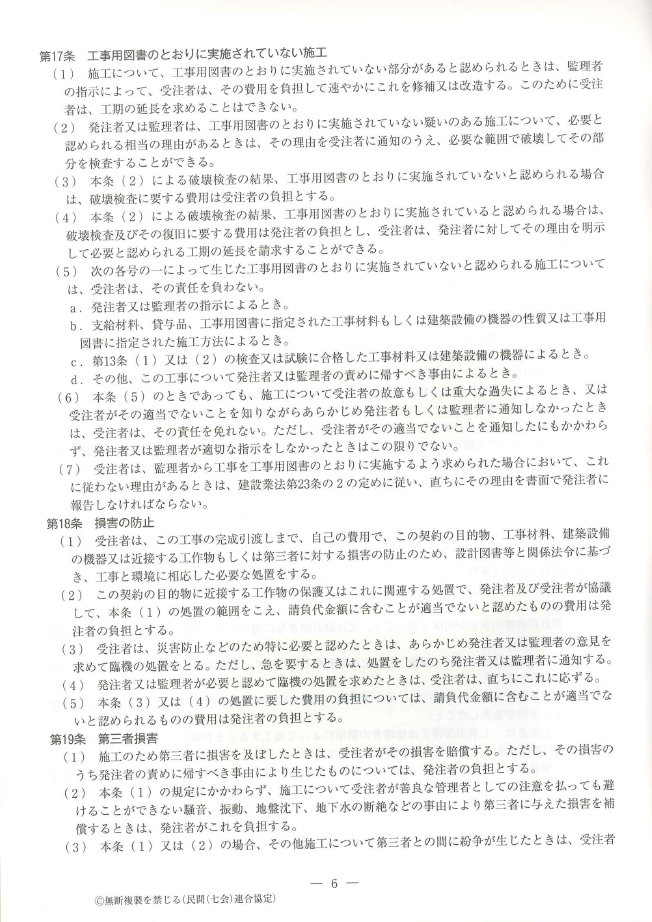 第17条　工事用図書のとおりに実施されていない施工
（1）　施工について、工事用図書のとおりに実施されていない部分があると認められるときは、監理者
の指示によって、受注者は、その費用を負担して速やかにこれを修補又は改造する。このために受注
者は、工期の延長を求めることはできない。
（2）　発注者又は監理者は、工事用図書のとおりに実施されていない疑いのある施工について、必要と
認められる相当の理由があるときは、その理由を受注者に通知のうえ、必要な範囲で破壊してその部
分を検査することができる。
（3）　本条（2）による破壊検査の結果、工事用図書のとおりに実施されていないと認められる場合
は、破壊検査に要する費用は受注者の負担とする。
（4）　本条（2）による破壊検査の結果、工事用図書のとおりに実施されていると認められる場合は、
破壊検査及びその復旧に要する費用は発注者の負担とし、受注者は、発注者に対してその理由を明示
して必要と認められる工期の延長を請求することができる。
（5）　次の各号の一によって生じた工事用図書のとおりに実施されていないと認められる施工について
は、受注者は、その責任を負わない。
a．発注者又は監理者の指示によるとき。
b．支給材料、貸与品、工事用図書に指定された工事材料もしくは建築設備の機器の性質又は工事用
図書に指定された施工方法によるとき。
c．第13条（1）又は（2）の検査又は試験に合格した工事材料又は建築設備の機器によるとき。
d．その他、この工事について発注者又は監理者の責めに帰すべき事由によるとき。
（6）　本条（5）のときであっても、施工について受注者の故意もしくは重大な過失によるとき、又は
受注者がその適当でないことを知りながらあらかじめ発注者もしくは監理者に通知しなかったとき
は、受注者は、その責任を免れない。ただし、受注者がその適当でないことを通知したにもかかわら
ず、発注者又は監理者が適切な指示をしなかったときはこの限りでない。
（7）　受注者は、監理者から工事を工事用図書のとおりに実施するよう求められた場合において、これ
に従わない理由があるときは、建設業法第23条の2の定めに従い、直ちにその理由を書面で発注者に
報告しなければならない。
第18条　損害の防止
（1）　受注者は、この工事の完成引渡しまで、自己の費用で、この契約の目的物、工事材料、建築設備
の機器又は近接する工作物もしくは第三者に対する損害の防止のため、設計図書等と関係法令に基づ
き、工事と環境に相応した必要な処置をする。
（2）　この契約の目的物に近接する工作物の保護又はこれに関連する処置で、発注者及び受注者が協議
して、本条（1）の処置の範囲をこえ、請負代金額に含むことが適当でないと認めたものの費用は発
注者の負担とする。
（3）　受注者は、災害防止などのため特に必要と認めたときは、あらかじめ発注者又は監理者の意見を
求めて臨機の処置をとる。ただし、急を要するときは、処置をしたのち発注者又は監理者に通知する。
（4）　発注者又は監理者が必要と認めて臨機の処置を求めたときは、受注者は、直ちにこれに応ずる。
（5）　本条（3）又は（4）の処置に要した費用の負担については、請負代金額に含むことが適当でな
いと認められるものの費用は発注者の負担とする。
第19条　第三者損害
（1）　施工のため第三者に損害を及ぼしたときは、受注者がその損害を賠償する。ただし、その損害の
うち発注者の責めに帰すべき事由により生じたものについては、発注者の負担とする。
（2）　本条（1）の規定にかかわらず、施工について受注者が善良な管理者としての注意を払っても避
けることができない騒音、振動、地盤沈下、地下水の断絶などの事由により第三者に与えた損害を補
償するときは、発注者がこれを負担する。
（3）　本条（1）又は（2）の場合、その他施工について第三者との間に紛争が生じたときは、受注者
― 6 ―
©無断複製を禁じる（民間（七会）連合協定）